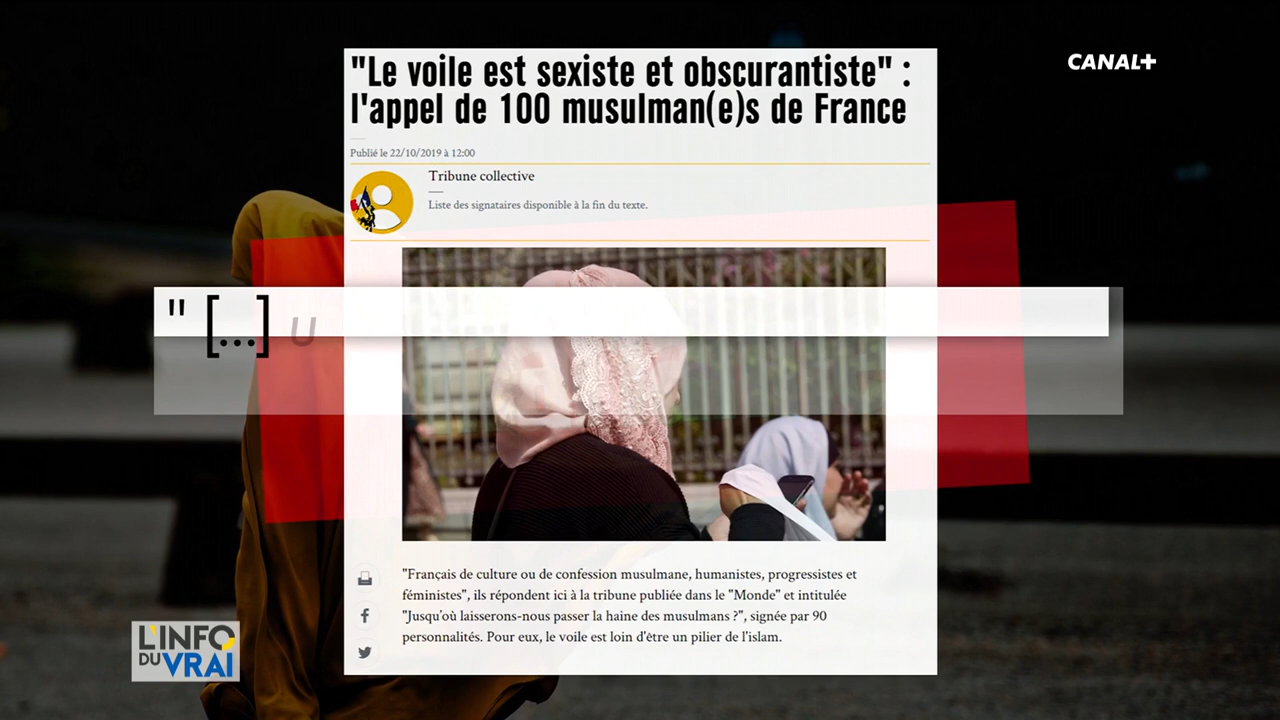 "Le voile est sexiste et obscurantiste" :
l'appel de 100 musulman(e)s de France
CANAL+
Publié le 22/10/2019 à 12:00
Tribune collective
Liste des signataires disponible à la fin du texte.
" [...] U
"Français de culture ou de confession musulmane, humanistes, progressistes et
féministes", ils répondent ici à la tribune publiée dans le "Monde" et intitulée
"Jusqu'où laisserons-nous passer la haine des musulmans ?", signée par 90
personnalités. Pour eux, le voile est loin d'être un pilier de l'islam.
L'INFO
DU VRAI